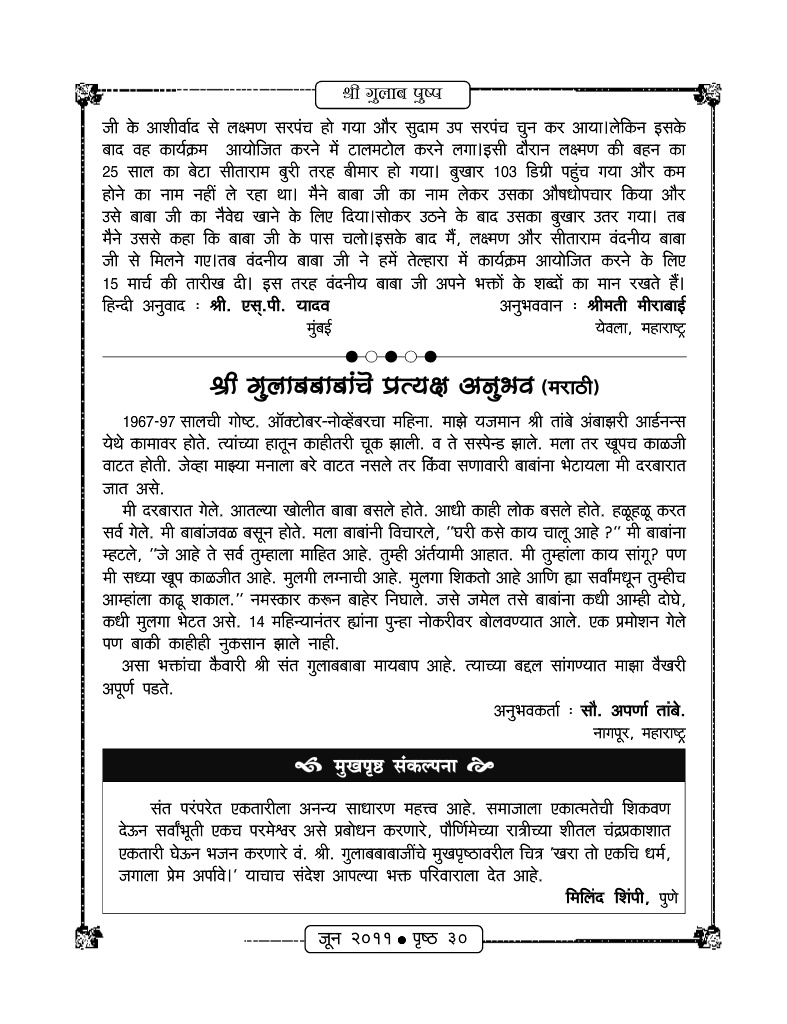 श्री गुलाब पुष्प
जी के आशीर्वाद से लक्ष्मण सरपंच हो गया और सुदाम उप सरपंच चुन कर आया।लेकिन इसके
बाद वह कार्यक्रम आयोजित करने में टालमटोल करने लगा।इसी दौरान लक्ष्मण की बहन का
25 साल का बेटा सीताराम बुरी तरह बीमार हो गया। बुखार 103 डिग्री पहुंच गया और कम
होने का नाम नहीं ले रहा था। मैने बाबा जी का नाम लेकर उसका औषधोपचार किया और
उसे बाबा जी का नैवेद्य खाने के लिए दिया।सोकर उठने के बाद उसका बुखार उतर गया। तब
मैने उससे कहा कि बाबा जी के पास चलो।इसके बाद मैं, लक्ष्मण और सीताराम वंदनीय बाबा
जी से मिलने गए।तब वंदनीय बाबा जी ने हमें तेल्हारा में कार्यक्रम आयोजित करने के लिए
15 मार्च की तारीख दी। इस तरह वंदनीय बाबा जी अपने भक्तों के शब्दों का मान रखते हैं।
हिन्दी अनुवाद : श्री. एस्.पी. यादव अनुभववान : श्रीमती मीराबाई
मुंबई येवला, महाराष्ट्र
श्री गुलाबबाबांचे प्रत्यक्ष अनुभव (मराठी)
1967-97 सालची गोष्ट. ऑक्टोबर-नोव्हेंबरचा महिना. माझे यजमान श्री तांबे अंबाझरी आर्डनन्स
येथे कामावर होते. त्यांच्या हातून काहीतरी चूक झाली. व ते सस्पेन्ड झाले. मला तर खूपच काळजी
वाटत होती. जेव्हा माझ्या मनाला बरे वाटत नसले तर किंवा सणावारी बाबांना भेटायला मी दरबारात
जात असे.
मी दरबारात गेले. आतल्या खोलीत बाबा बसले होते. आधी काही लोक बसले होते. हळूहळू करत
सर्व गेले. मी बाबांजवळ बसून होते. मला बाबांनी विचारले, "घरी कसे काय चालू आहे ?" मी बाबांना
म्हटले, "जे आहे ते सर्व तुम्हाला माहित आहे. तुम्ही अंर्तयामी आहात. मी तुम्हांला काय सांगू? पण
मी सध्या खूप काळजीत आहे. मुलगी लग्नाची आहे. मुलगा शिकतो आहे आणि ह्या सर्वांमधून तुम्हीच
आम्हांला काढू शकाल." नमस्कार करून बाहेर निघाले. जसे जमेल तसे बाबांना कधी आम्ही दोघे,
कधी मुलगा भेटत असे. 14 महिन्यानंतर ह्यांना पुन्हा नोकरीवर बोलवण्यात आले. एक प्रमोशन गेले
पण बाकी काहीही नुकसान झाले नाही.
असा भक्तांचा कैवारी श्री संत गुलाबबाबा मायबाप आहे. त्याच्या बद्दल सांगण्यात माझा वैखरी
अपूर्ण पडते.
अनुभवकर्ता : सौ. अपर्णा तांबे.
नागपूर, महाराष्ट्र
मुखपृष्ठ संकल्पना
संत परंपरेत एकतारीला अनन्य साधारण महत्त्व आहे. समाजाला एकात्मतेची शिकवण
देऊन सर्वांभूती एकच परमेश्वर असे प्रबोधन करणारे, पौर्णिमेच्या रात्रीच्या शीतल चंद्रप्रकाशात
एकतारी घेऊन भजन करणारे वं. श्री. गुलाबबाबाजींचे मुखपृष्ठावरील चित्र 'खरा तो एकचि धर्म,
जगाला प्रेम अर्पावे।' याचाच संदेश आपल्या भक्त परिवाराला देत आहे.
मिलिंद शिंपी, पुणे
जून २०११ ● पृष्ठ ३०